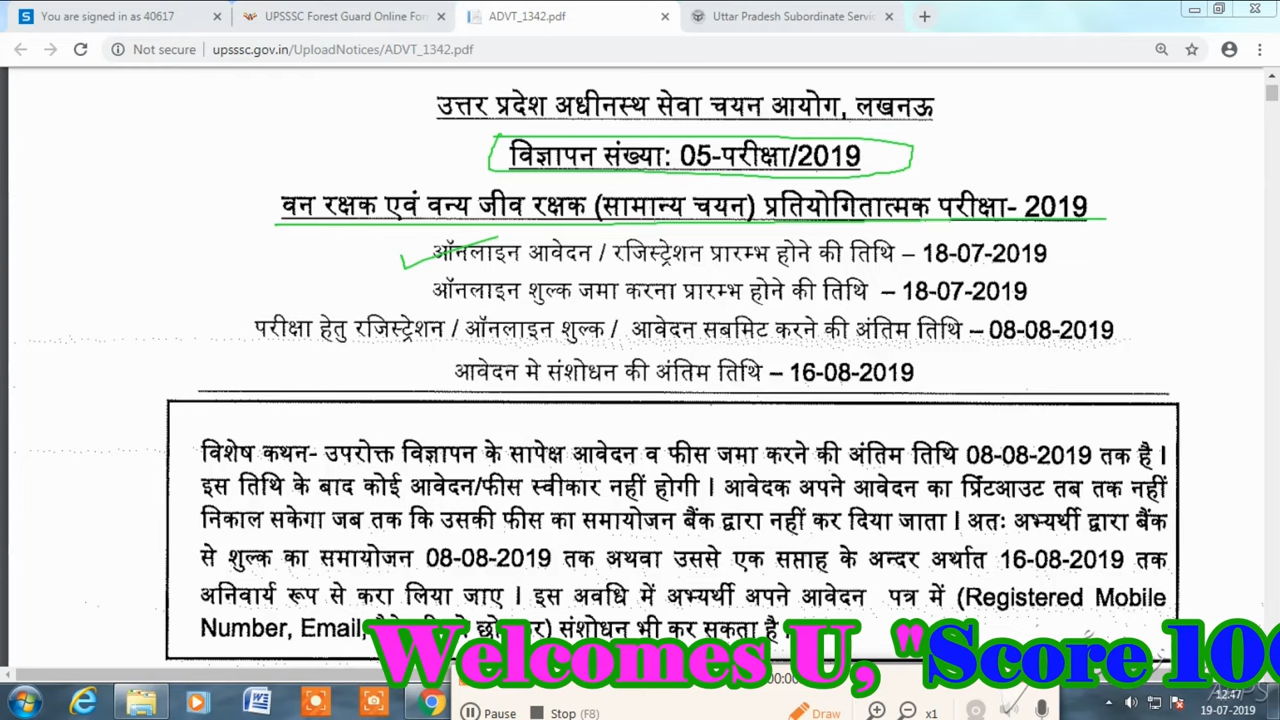 You are signed in as 40617
UPSSSC Forest Guard Online For
ADVT_1342.pdf
Uttar Pradesh Subordinate Servi
Not secure
upsssc.gov.in/UploadNotices/ADVT_1342.pdf
उत्तर प्रदेश अधीनस्थ सेवा चयन आयोग, लखनऊ
विज्ञापन संख्या: 05-परीक्षा/2019
वन रक्षक एवं वन्य जीव रक्षक (सामान्य चयन) प्रतियोगितात्मक परीक्षा- 2019
ऑनलाइन आवेदन / रजिस्ट्रेशन प्रारम्भ होने की तिथि – 18-07-2019
ऑनलाइन शुल्क जमा करना प्रारम्भ होने की तिथि – 18-07-2019
परीक्षा हेतु रजिस्ट्रेशन / ऑनलाइन शुल्क / आवेदन सबमिट करने की अंतिम तिथि – 08-08-2019
आवेदन मे संशोधन की अंतिम तिथि – 16-08-2019
विशेष कथन- उपरोक्त विज्ञापन के सापेक्ष आवेदन व फीस जमा करने की अंतिम तिथि 08-08-2019 तक है।
इस तिथि के बाद कोई आवेदन/फीस स्वीकार नहीं होगी। आवेदक अपने आवेदन का प्रिंटआउट तब तक नहीं
निकाल सकेगा जब तक कि उसकी फीस का समायोजन बैंक द्वारा नहीं कर दिया जाता। अतः अभ्यर्थी द्वारा बैंक
से शुल्क का समायोजन 08-08-2019 तक अथवा उससे एक सप्ताह के अन्दर अर्थात 16-08-2019 तक
अनिवार्य रूप से करा लिया जाए। इस अवधि में अभ्यर्थी अपने आवेदन पत्र में (Registered Mobile
Number, Email, संशोधन भी कर सकता है
Welcomes U, "Score 100
Pause
Stop (F8)
Draw
x1
12:47
19-07-2019